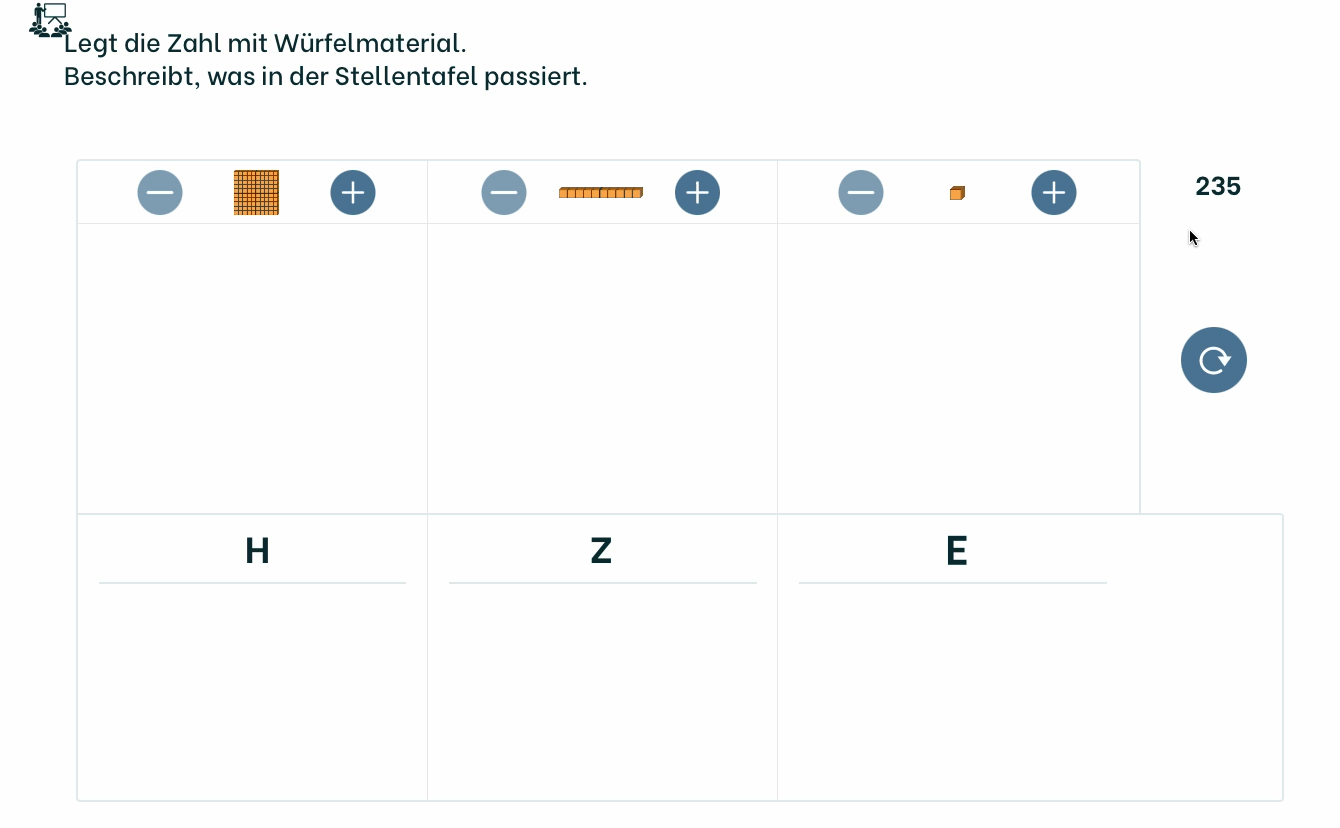 Legt die Zahl mit Würfelmaterial.
Beschreibt, was in der Stellentafel passiert.
235
H Z E